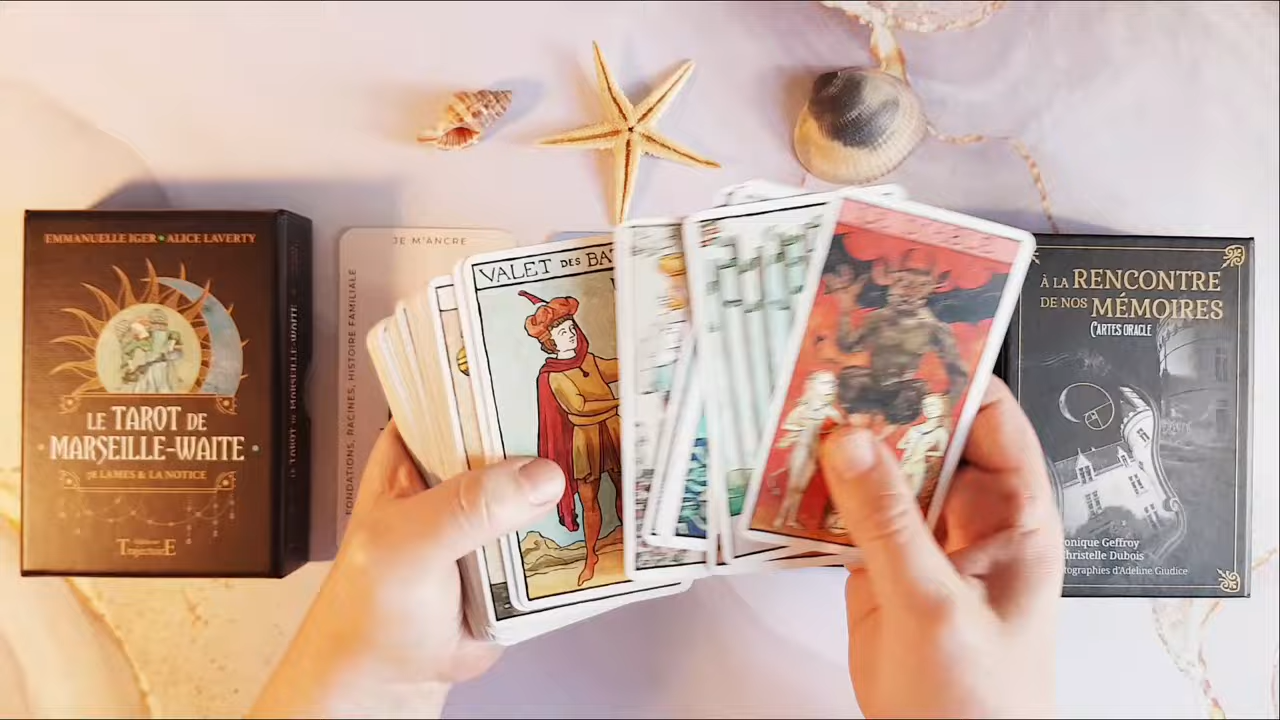 EMMANUELLE IGER • ALICE LAVERTY
LE TAROT DE
MARSEILLE-WAITE
78 LAMES & LA NOTICE
Éditions
TrajectoirE
LE TAROT DE MARSEILLE-WAITE
JE M'ANCRE
FONDATIONS, RACINES, HISTOIRE FAMILIALE
VALET DES BAT
À LA RENCONTRE
DE NOS MÉMOIRES
CARTES ORACLE
onique Geffroy
hristelle Dubois
tographies d'Adeline Giudice